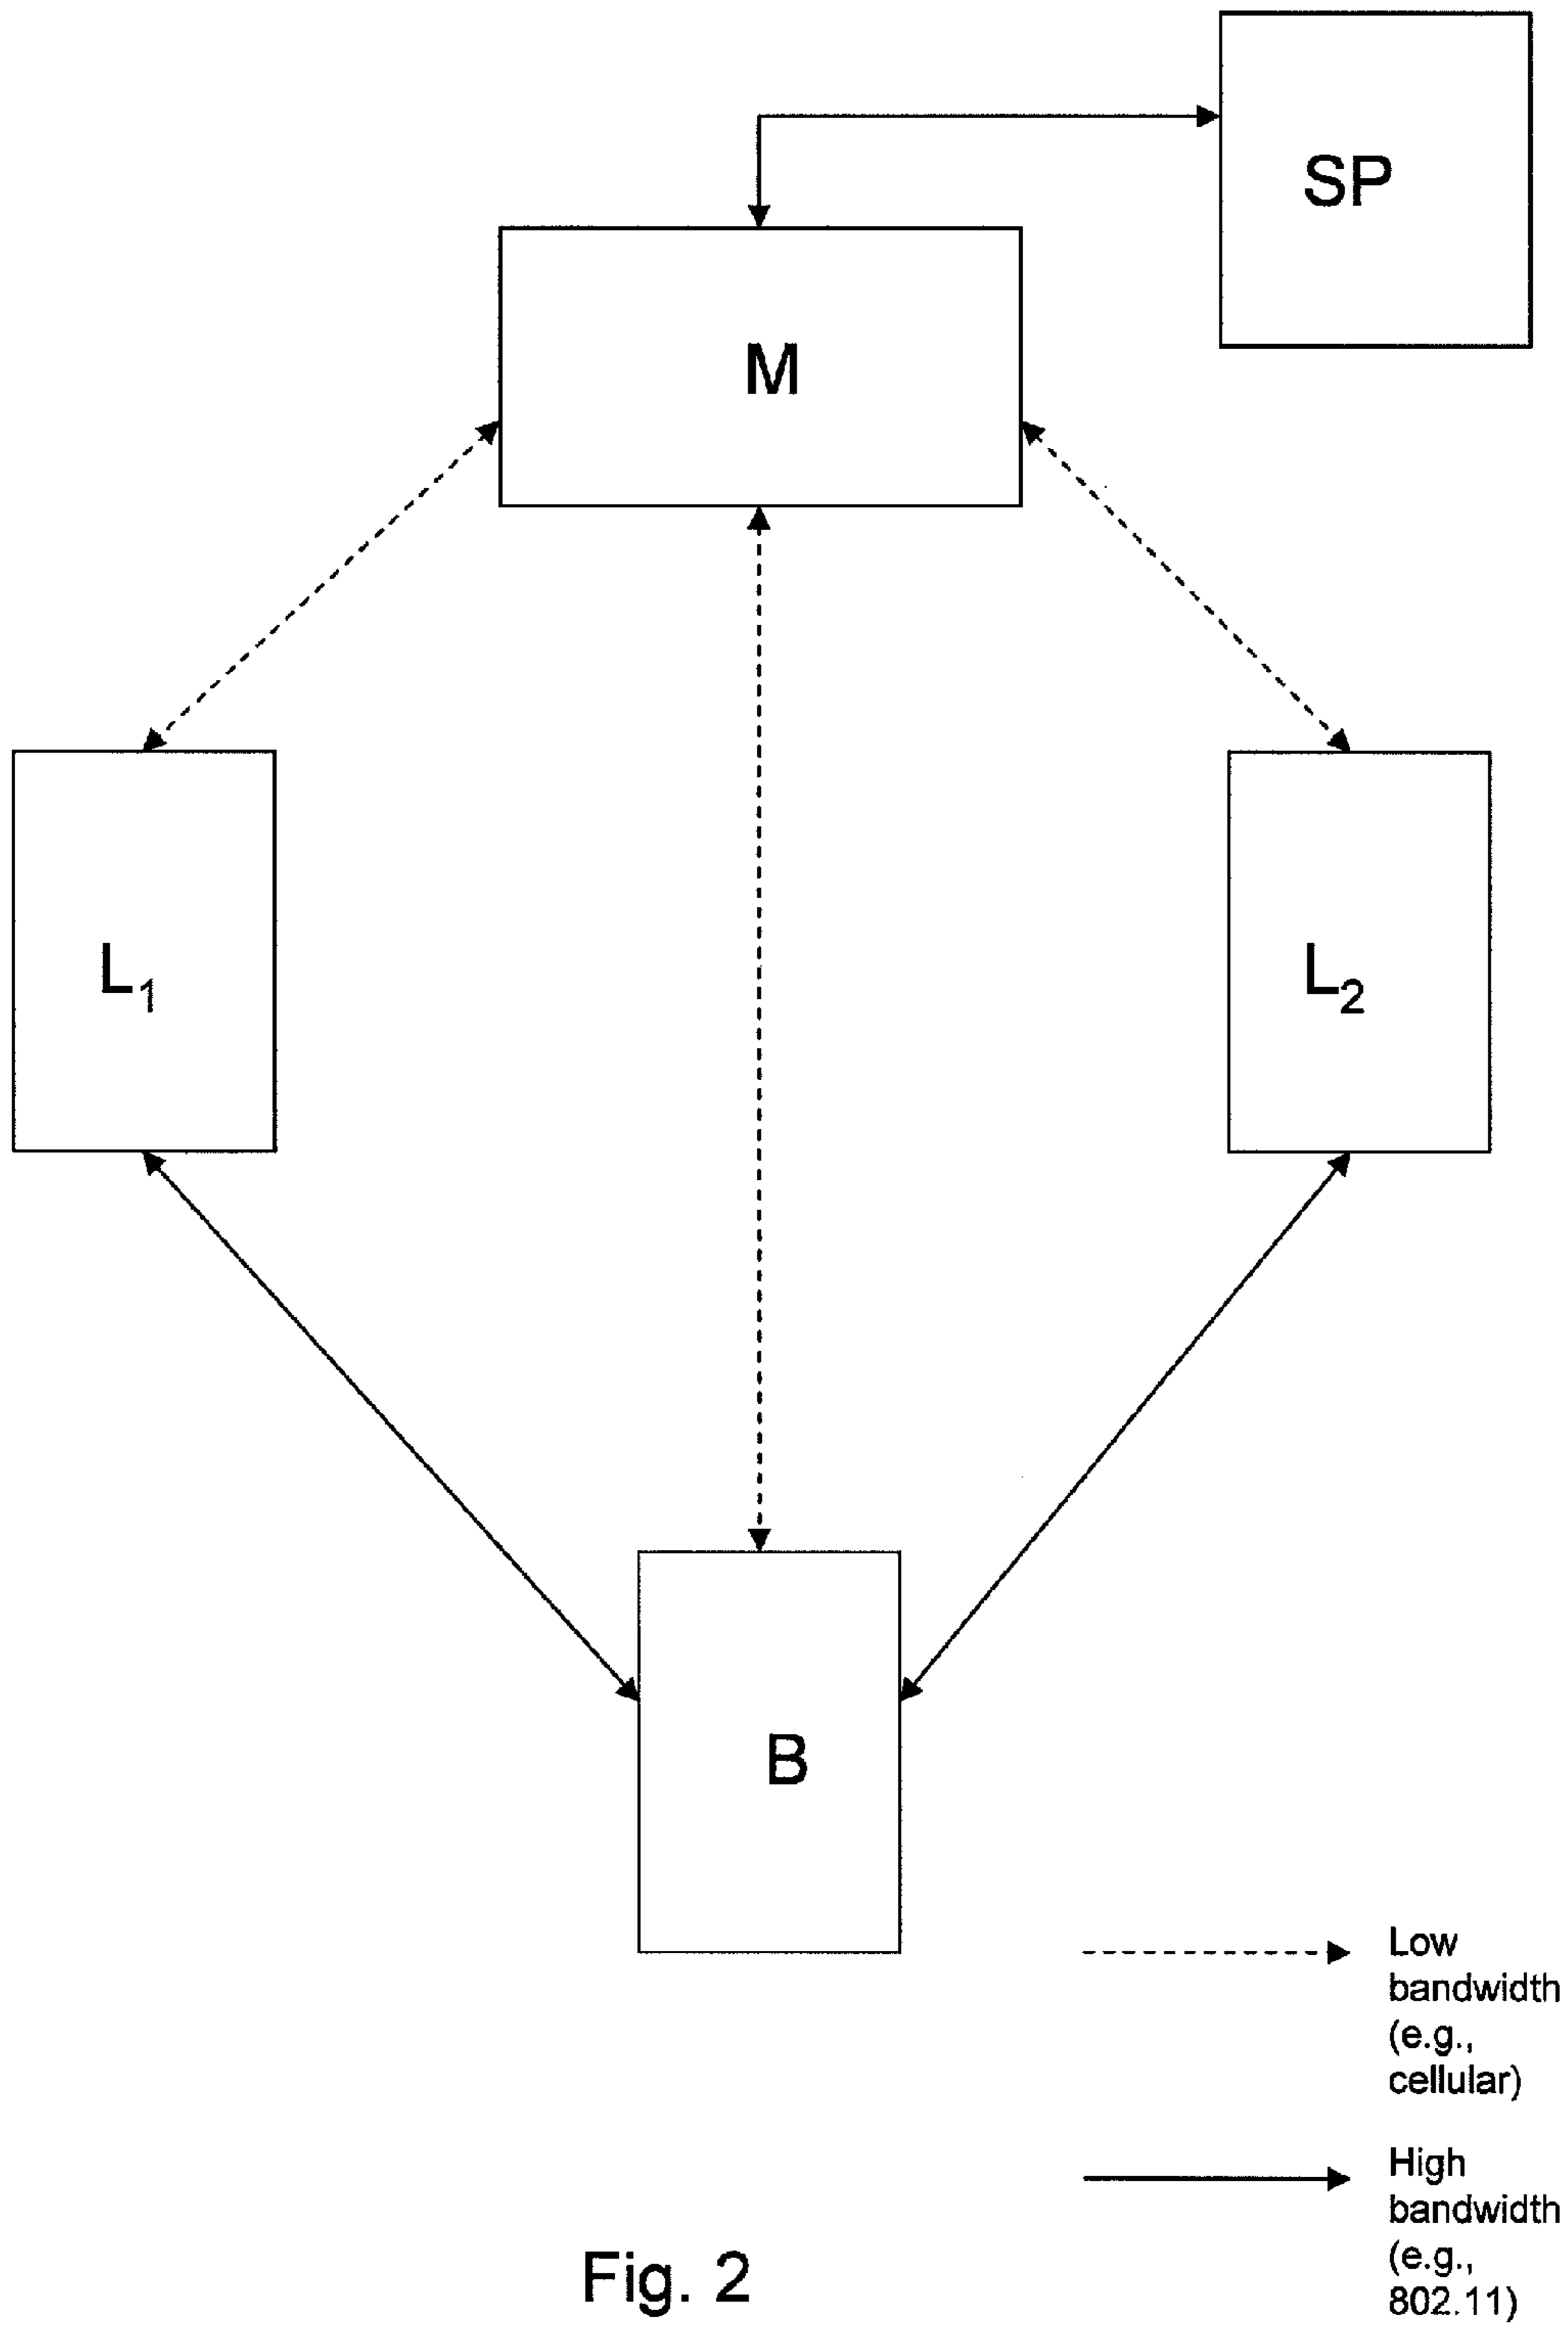 SP
M
L1
L2
B
Low
bandwidth
(e.g.,
cellular)
High
bandwidth
(e.g.,
802.11)
Fig. 2